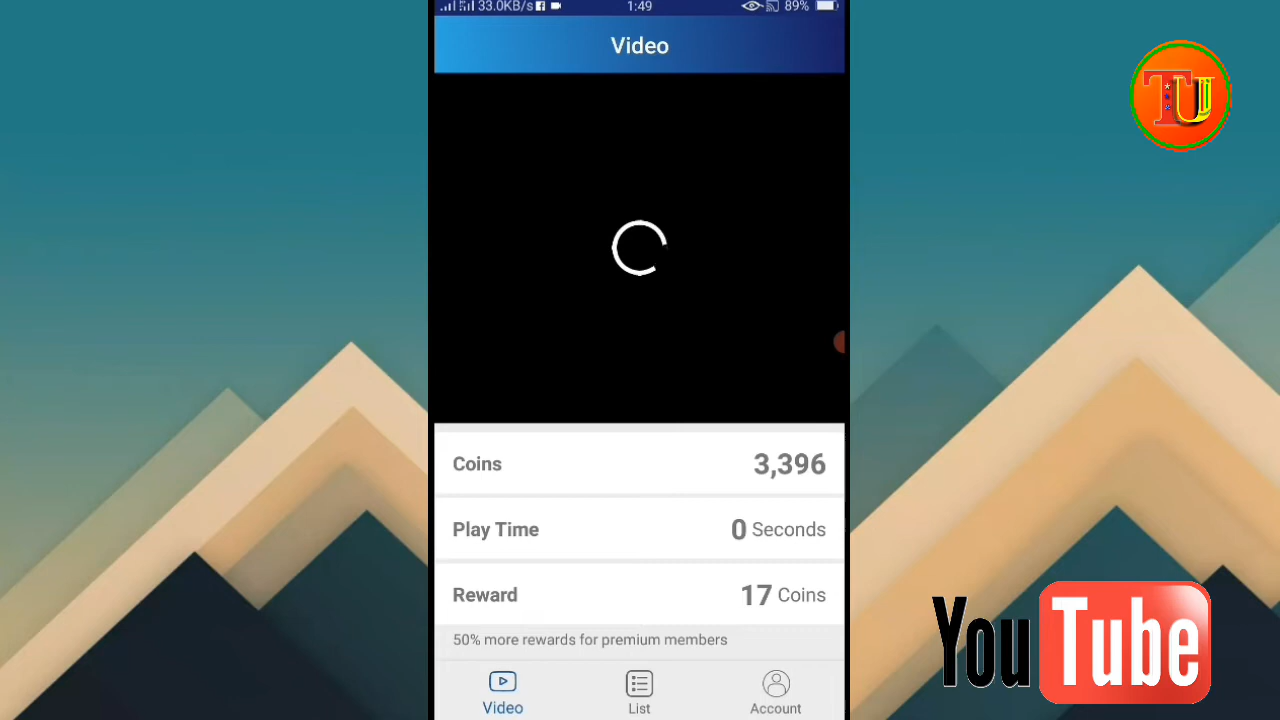 33.0KB/s 1:49 89%
Video
TU
Coins 3,396
Play Time 0 Seconds
Reward 17 Coins
50% more rewards for premium members
Video List Account
YouTube